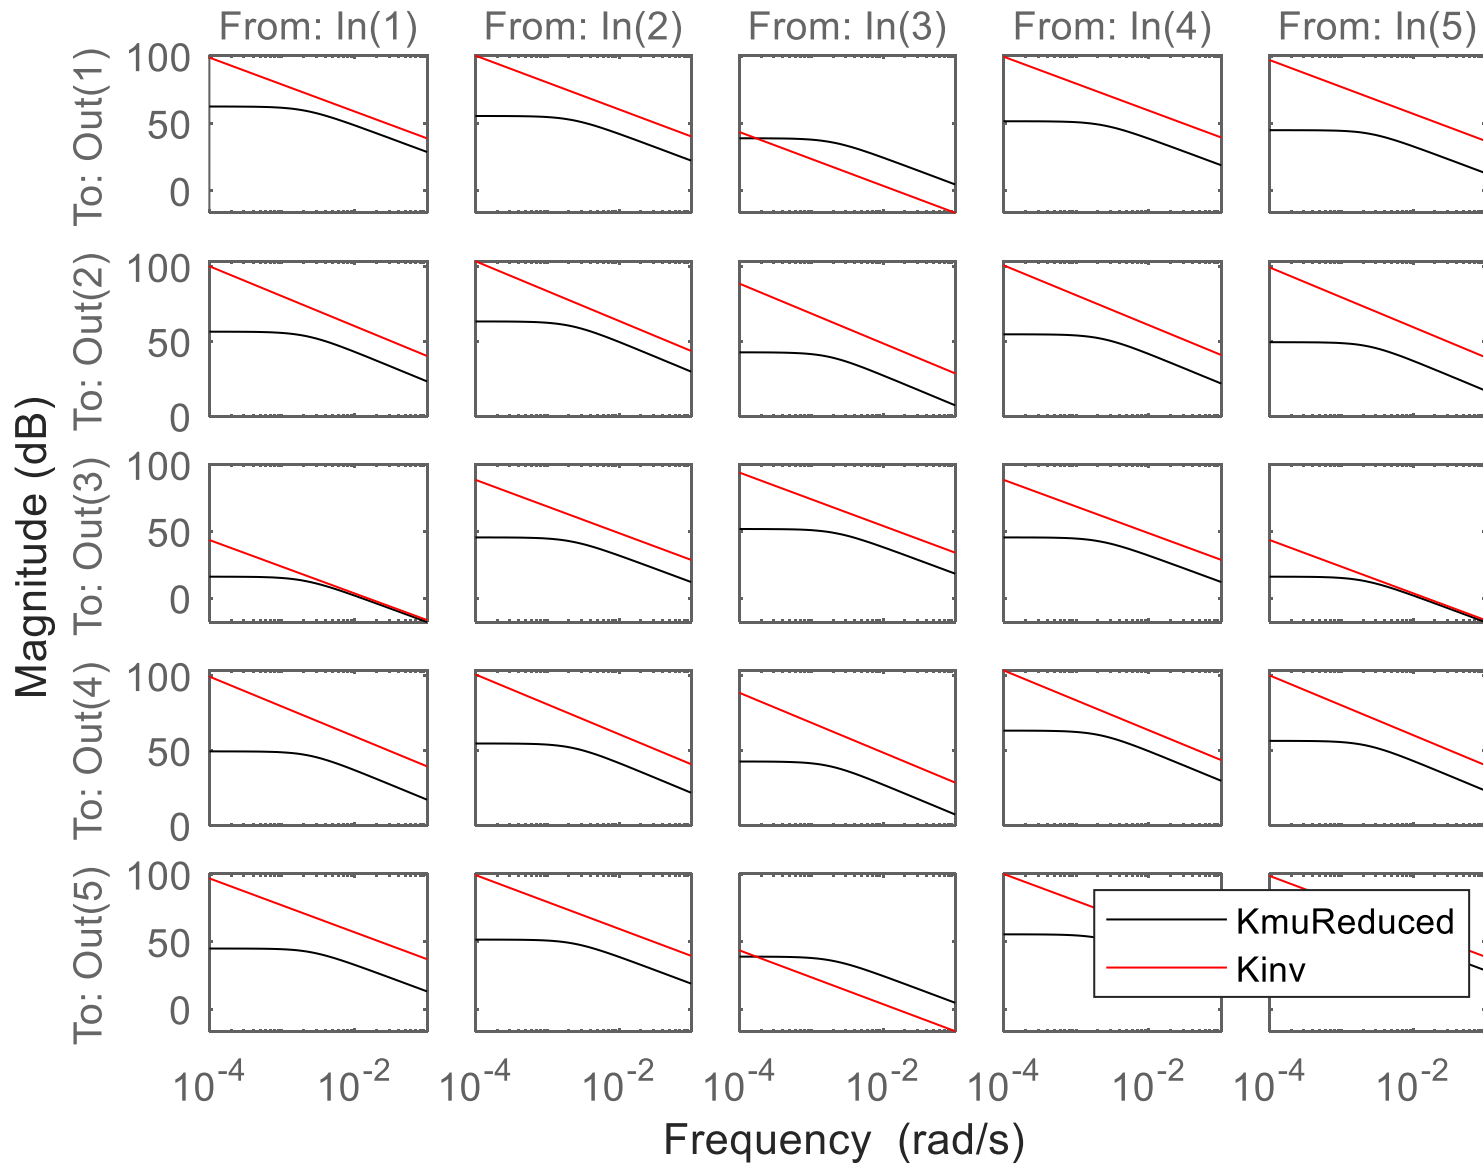 From: In(1) From: In(2) From: In(3) From: In(4) From: In(5)
To: Out(1)
100
50
0
To: Out(2)
100
50
0
To: Out(3)
100
50
0
To: Out(4)
100
50
0
To: Out(5)
100
50
0
Magnitude (dB)
KmuReduced
Kinv
10^-4 10^-2 10^-4 10^-2 10^-4 10^-2 10^-4 10^-2 10^-4 10^-2
Frequency (rad/s)